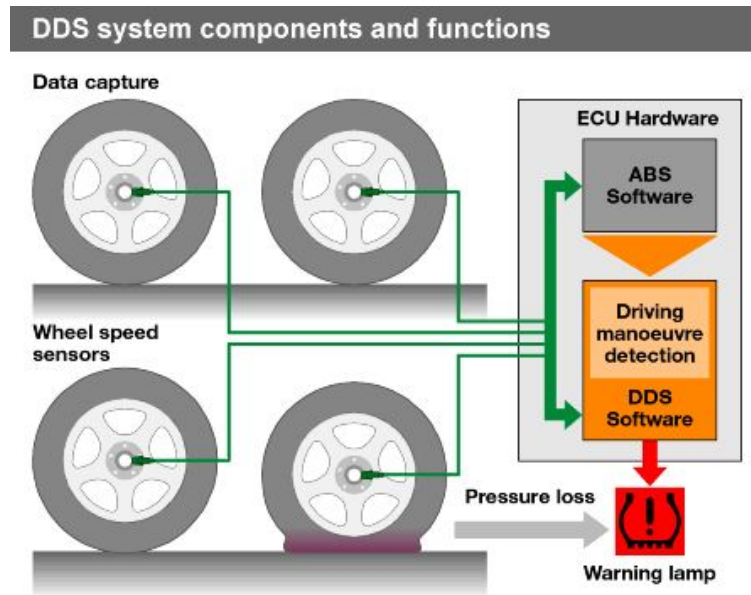 DDS system components and functions
Data capture
ECU Hardware
ABS
Software
Driving
manoeuvre
detection
DDS
Software
Wheel speed
sensors
Pressure loss
!
Warning lamp